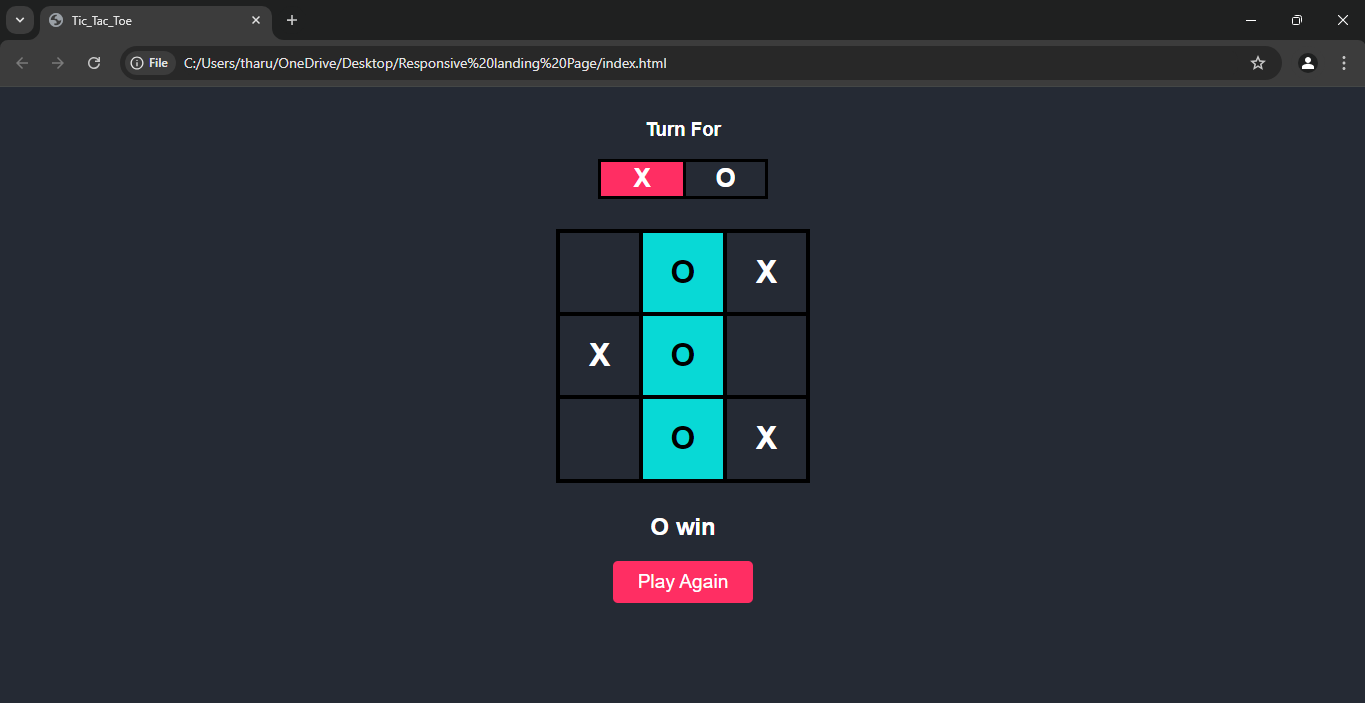 Tic_Tac_Toe
File C:/Users/tharu/OneDrive/Desktop/Responsive%20landing%20Page/index.html
Turn For
X O
O X
X O
O X
O win
Play Again